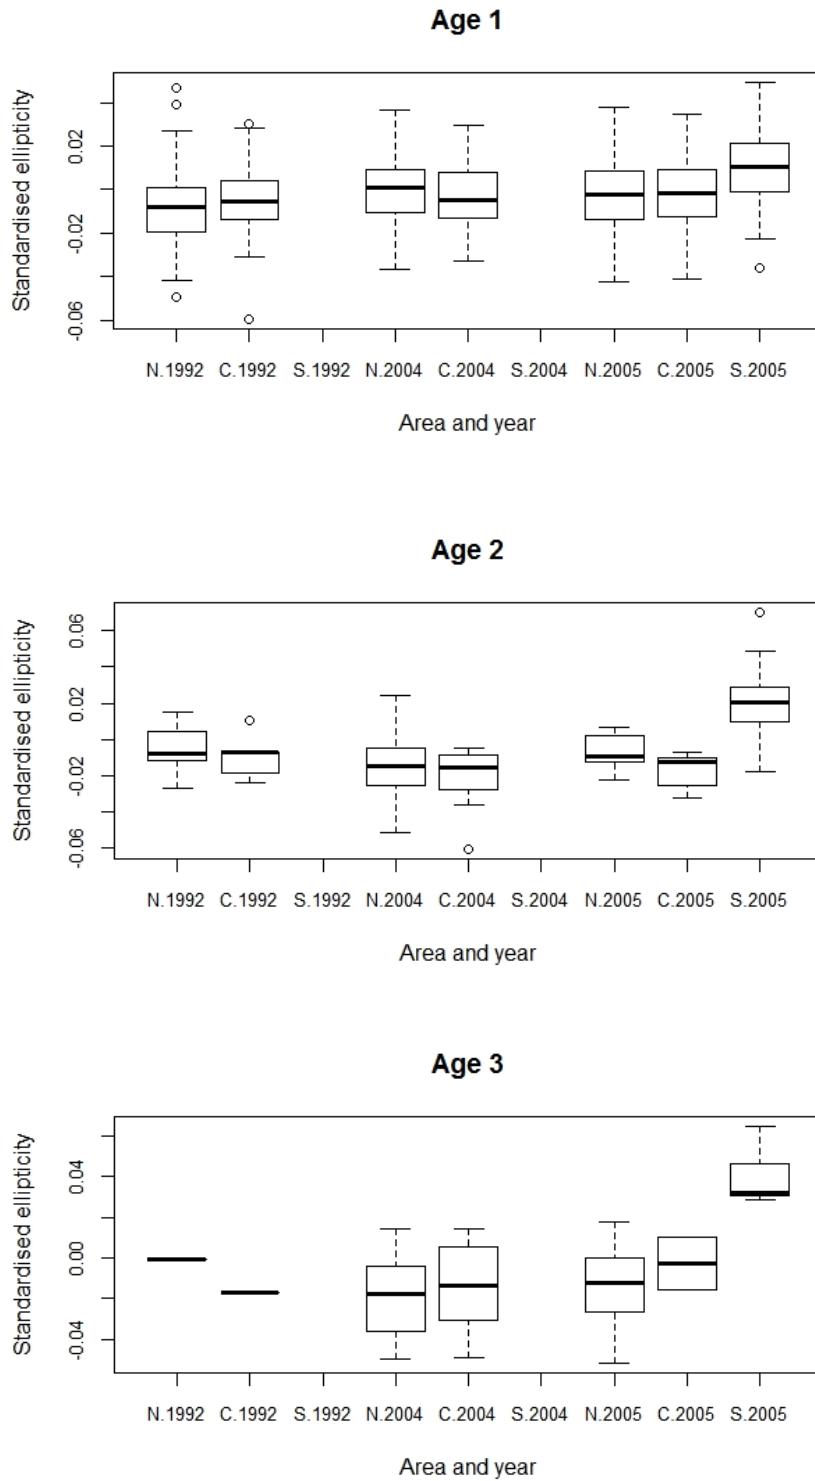 Age 1
Standardised ellipticity
0.02
-0.02
-0.06
N.1992 C.1992 S.1992 N.2004 C.2004 S.2004 N.2005 C.2005 S.2005
Area and year
Age 2
Standardised ellipticity
0.06
0.02
-0.02
-0.06
N.1992 C.1992 S.1992 N.2004 C.2004 S.2004 N.2005 C.2005 S.2005
Area and year
Age 3
Standardised ellipticity
0.04
0.00
-0.04
N.1992 C.1992 S.1992 N.2004 C.2004 S.2004 N.2005 C.2005 S.2005
Area and year